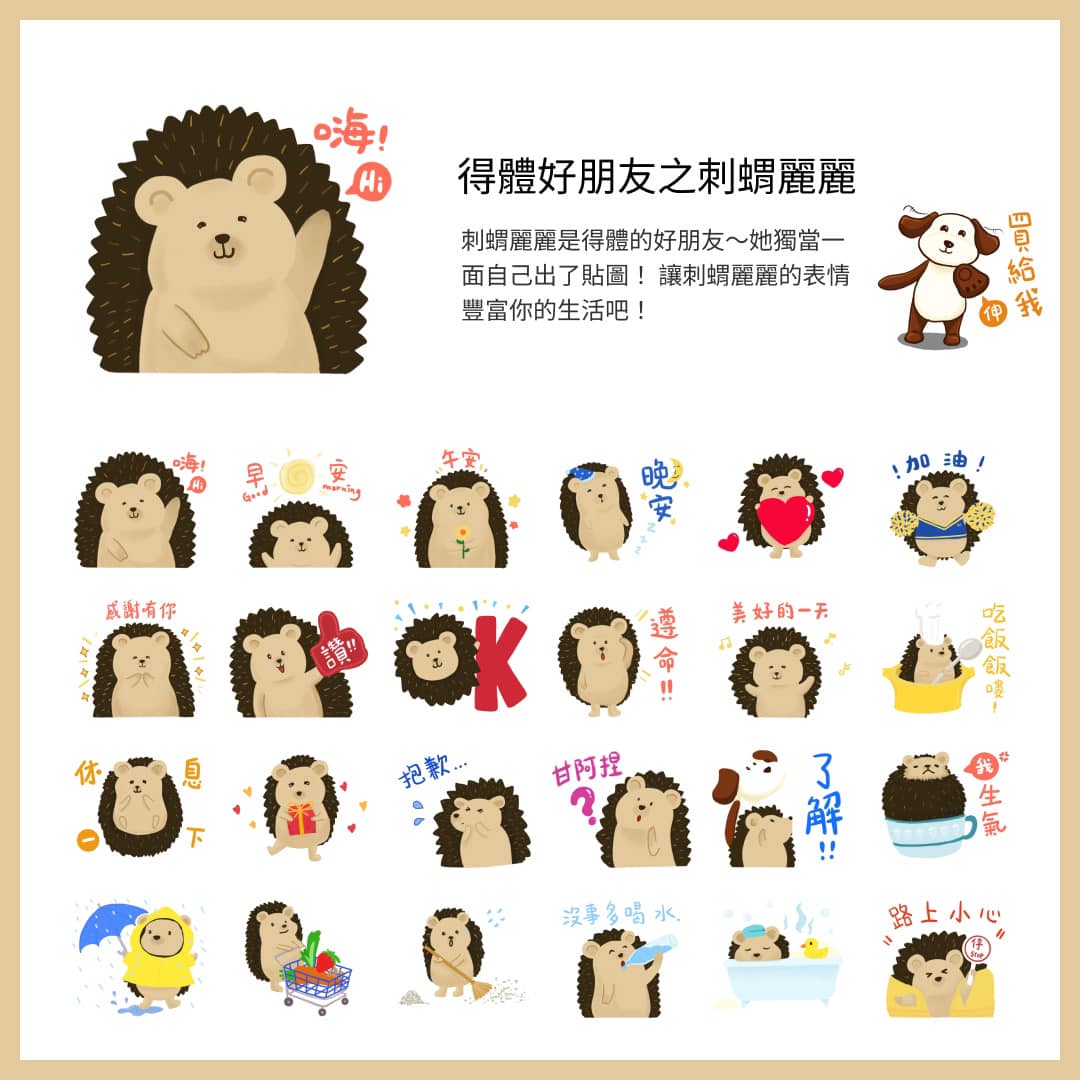 嗨!
Hi
得體好朋友之刺蝟麗麗
刺蝟麗麗是得體的好朋友～她獨當一
面自己出了貼圖！ 讓刺蝟麗麗的表情
豐富你的生活吧！
買給我
伸
嗨!
Hi
早安
Good morning
午安
晚安
z z z
!加油!
感謝有你
讚!!
K
遵命!!
美好的一天
吃飯飯嘍!
休息一下
抱歉...
甘阿捏
?
了解!!
我生氣
沒事多喝水.
路上小心
仔
Stop